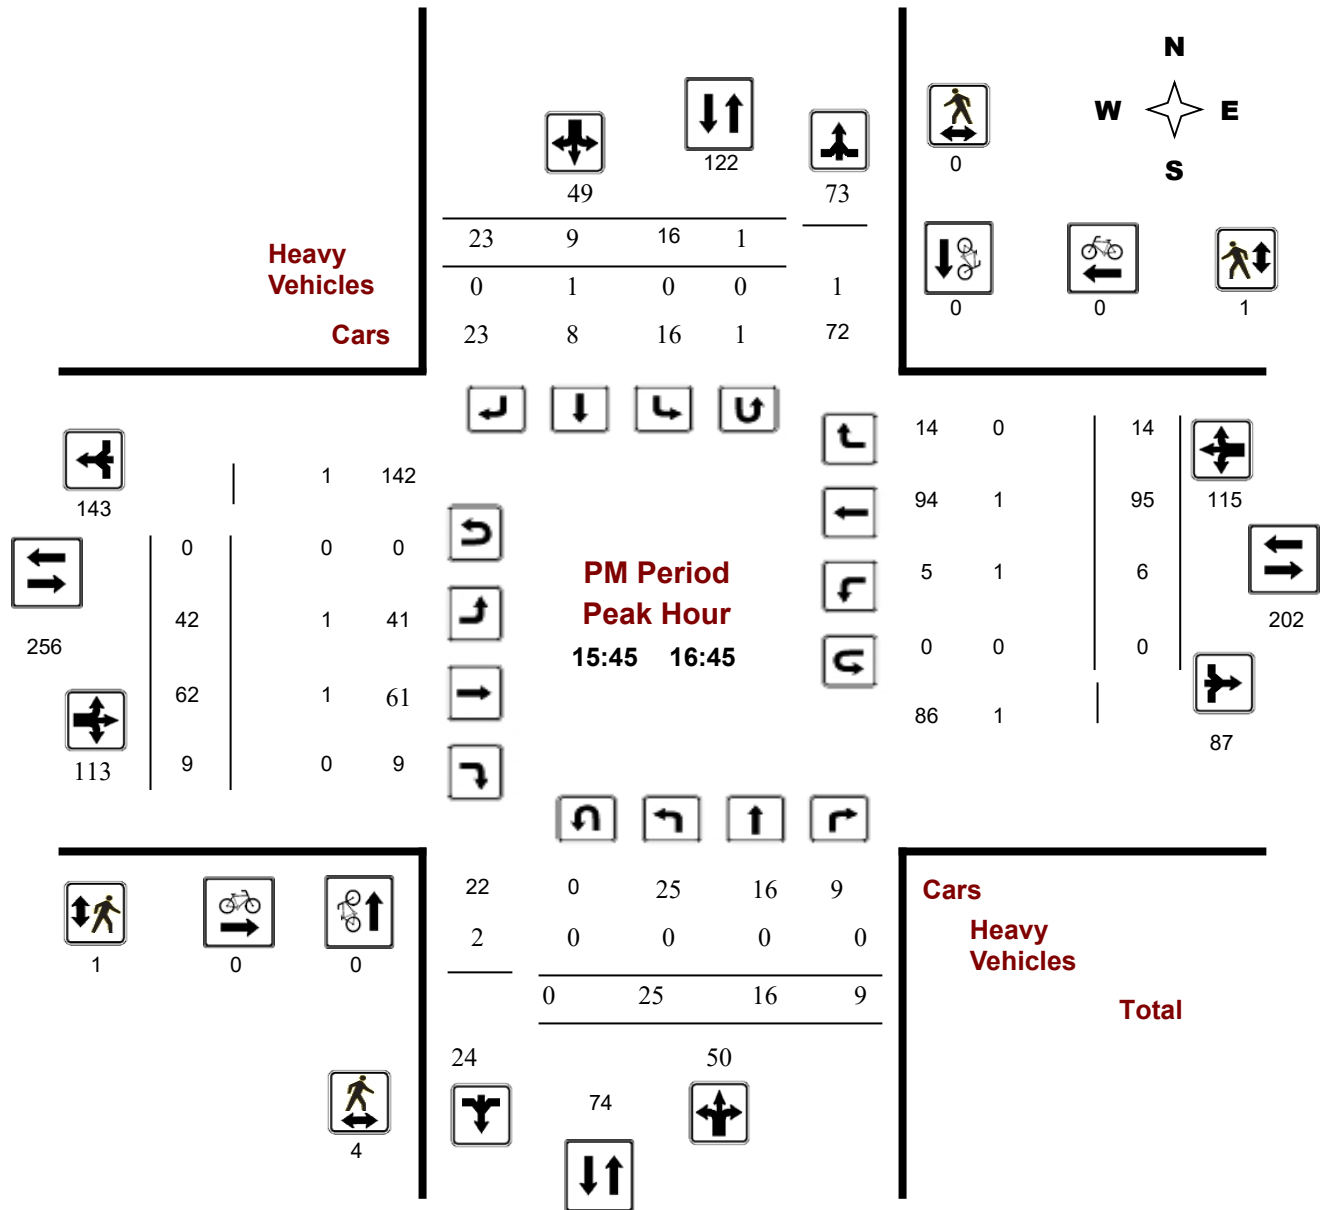 N
W E
S
122
0
49 73
23 9 16 1
Heavy
Vehicles
0 1 0 0 1
0 0 1
Cars 23 8 16 1 72
14 0 14
1 142
143
94 1 95 115
0 0 0
PM Period
5 1 6
Peak Hour
42 1 41
202
256
15:45 16:45
0 0 0
62 1 61
86 1
87
113 9 0 9
22 0 25 16 9 Cars
2 0 0 0 0 Heavy
Vehicles
1 0 0
0 25 16 9
Total
24 50
74
4